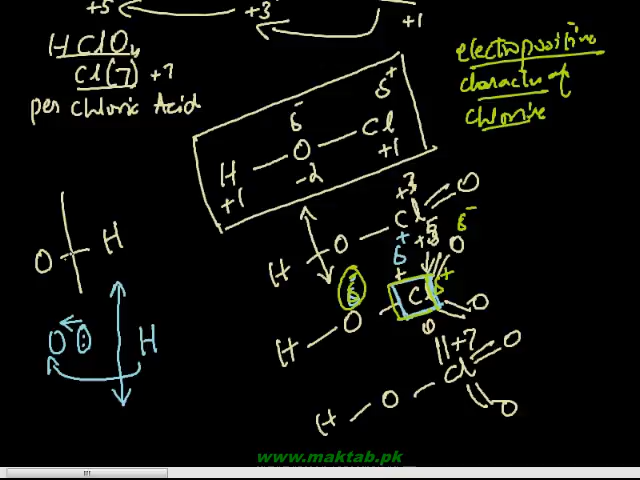 +5 +3 +1
HClO4
Cl(7) +7
per Chloric Acid
electropositive
character of
chlorine
δ- δ+
H O Cl
+1 -2 +1
+3
H O Cl O
+5
δ- O
δ+
H O Cl O
O H
O H
O
+7
H O Cl O
O
www.maktab.pk